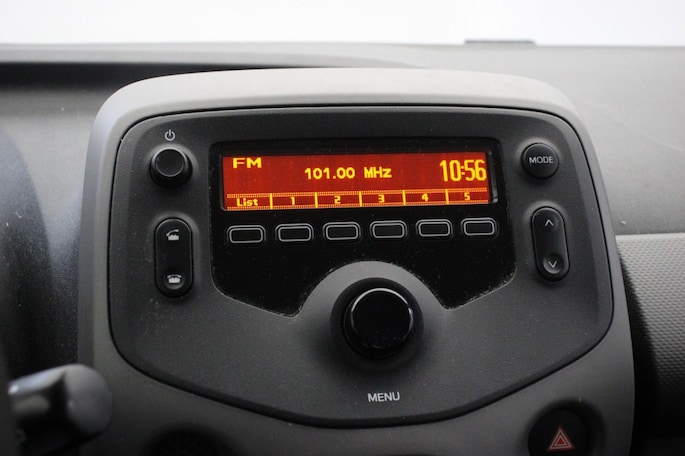 FM 101.00 MHz 10:56
List 1 2 3 4 5
MODE
MENU